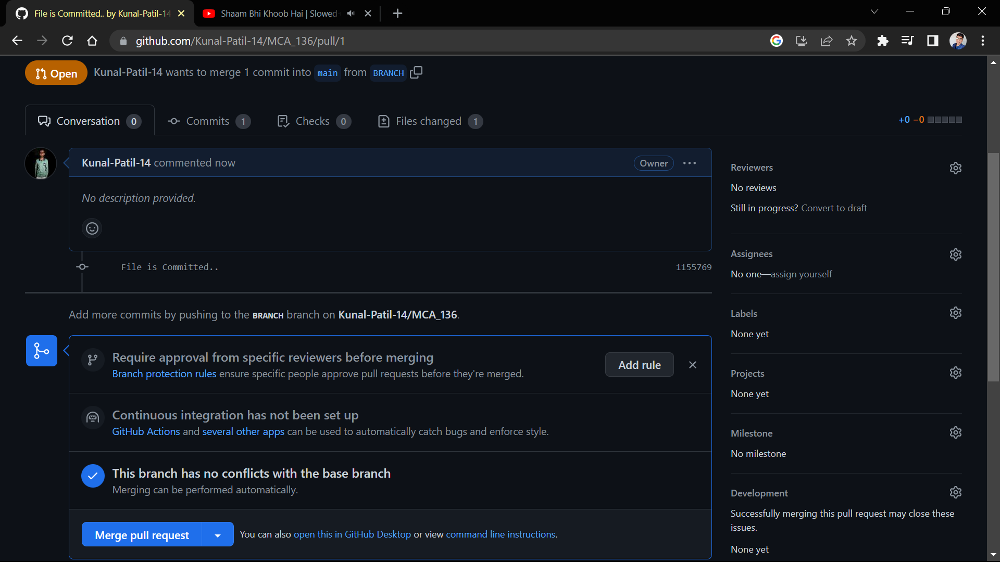 File is Committed.. by Kunal-Patil-14
Shaam Bhi Khoob Hai | Slowed
github.com/Kunal-Patil-14/MCA_136/pull/1
Open
Kunal-Patil-14 wants to merge 1 commit into main from BRANCH
Conversation 0
Commits 1
Checks 0
Files changed 1
+0 −0
Kunal-Patil-14 commented now
Owner
No description provided.
File is Committed..
1155769
Add more commits by pushing to the BRANCH branch on Kunal-Patil-14/MCA_136.
Require approval from specific reviewers before merging
Branch protection rules ensure specific people approve pull requests before they're merged.
Add rule
Continuous integration has not been set up
GitHub Actions and several other apps can be used to automatically catch bugs and enforce style.
This branch has no conflicts with the base branch
Merging can be performed automatically.
Merge pull request
You can also open this in GitHub Desktop or view command line instructions.
Reviewers
No reviews
Still in progress? Convert to draft
Assignees
No one—assign yourself
Labels
None yet
Projects
None yet
Milestone
No milestone
Development
Successfully merging this pull request may close these
issues.
None yet